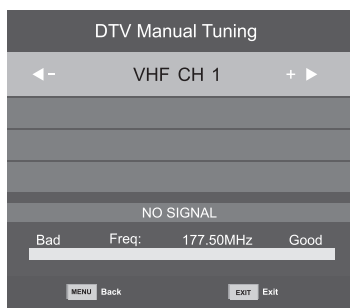 DTV Manual Tuning
- VHF CH 1 +
NO SIGNAL
Bad Freq: 177.50MHz Good
MENU Back EXIT Exit